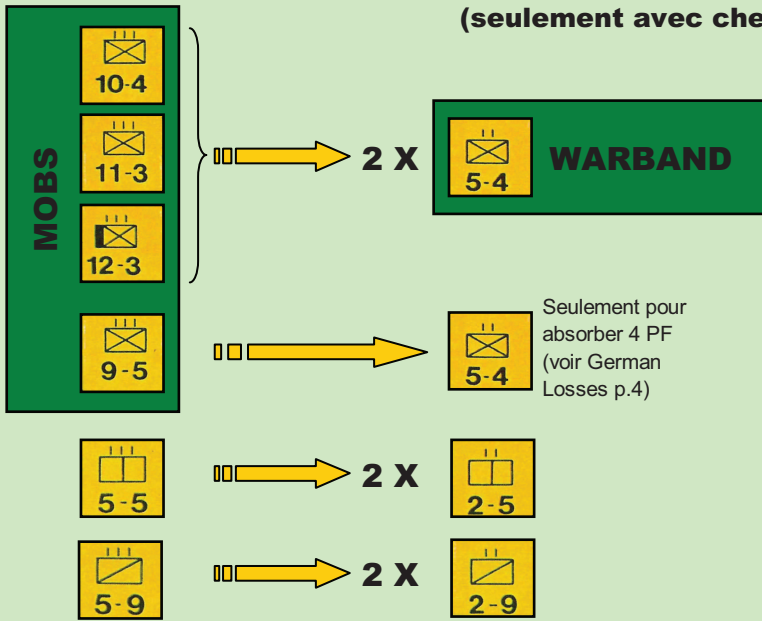 (seulement avec che
MOBS
10-4
11-3
12-3
2 X
5-4
WARBAND
9-5
5-4
Seulement pour
absorber 4 PF
(voir German
Losses p.4)
5-5
2 X
2-5
5-9
2 X
2-9